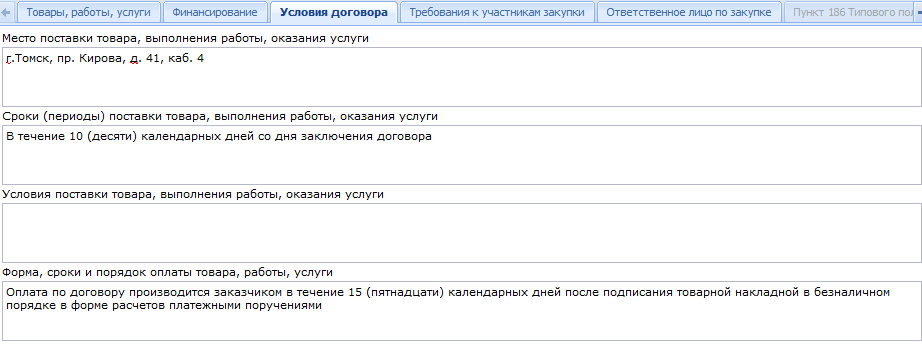 Товары, работы, услуги Финансирование Условия договора Требования к участникам закупки Ответственное лицо по закупке Пункт 186 Типового по
Место поставки товара, выполнения работы, оказания услуги
г.Томск, пр. Кирова, д. 41, каб. 4
Сроки (периоды) поставки товара, выполнения работы, оказания услуги
В течение 10 (десяти) календарных дней со дня заключения договора
Условия поставки товара, выполнения работы, оказания услуги
Форма, сроки и порядок оплаты товара, работы, услуги
Оплата по договору производится заказчиком в течение 15 (пятнадцати) календарных дней после подписания товарной накладной в безналичном
порядке в форме расчетов платежными поручениями